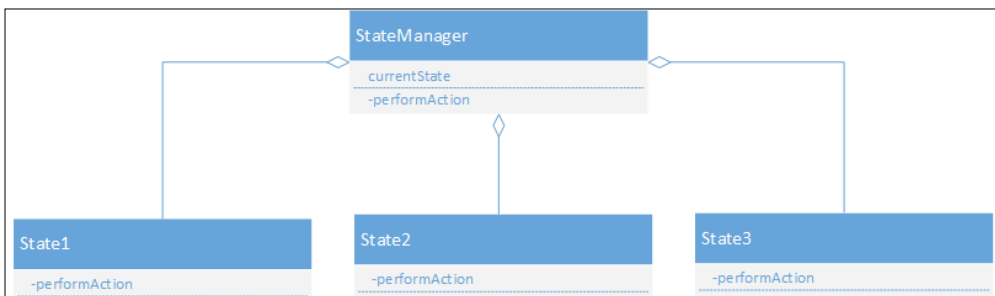 StateManager
currentState
-performAction
State1
-performAction
State2
-performAction
State3
-performAction